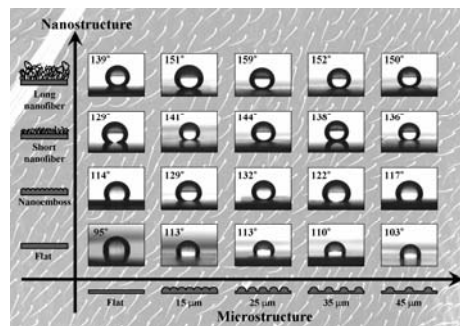 Nanostructure
139° 151° 159° 152° 150°
Long
nanofiber
129° 141° 144° 138° 136°
Short
nanofiber
114° 129° 132° 122° 117°
Nanoemboss
95° 113° 113° 110° 103°
Flat
Flat 15 μm 25 μm 35 μm 45 μm
Microstructure